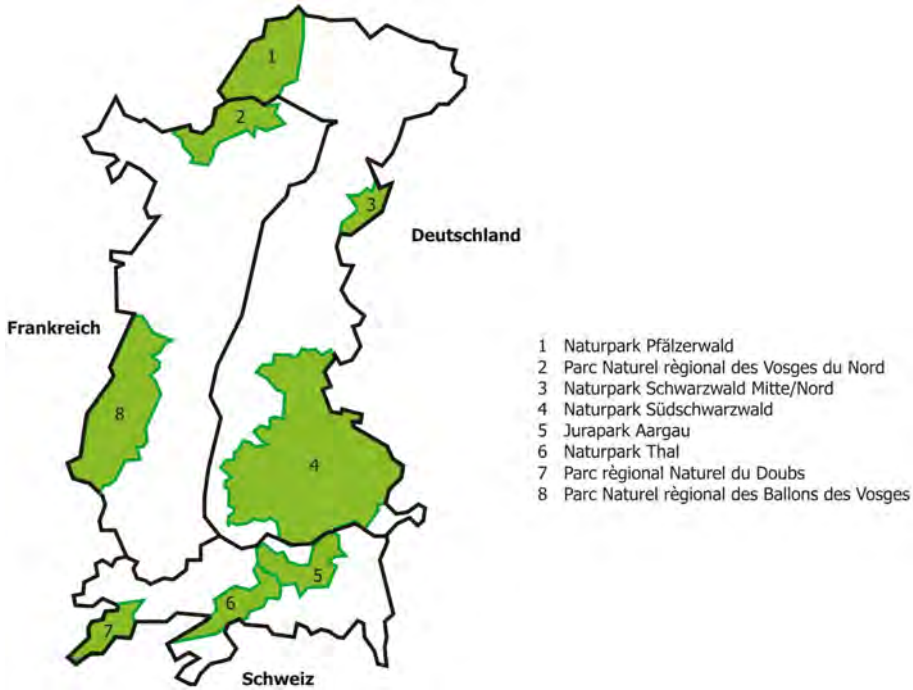 1
2
3
Deutschland
Frankreich
8
4
5
6
7
Schweiz
1 Naturpark Pfälzerwald
2 Parc Naturel règional des Vosges du Nord
3 Naturpark Schwarzwald Mitte/Nord
4 Naturpark Südschwarzwald
5 Jurapark Aargau
6 Naturpark Thal
7 Parc règional Naturel du Doubs
8 Parc Naturel règional des Ballons des Vosges